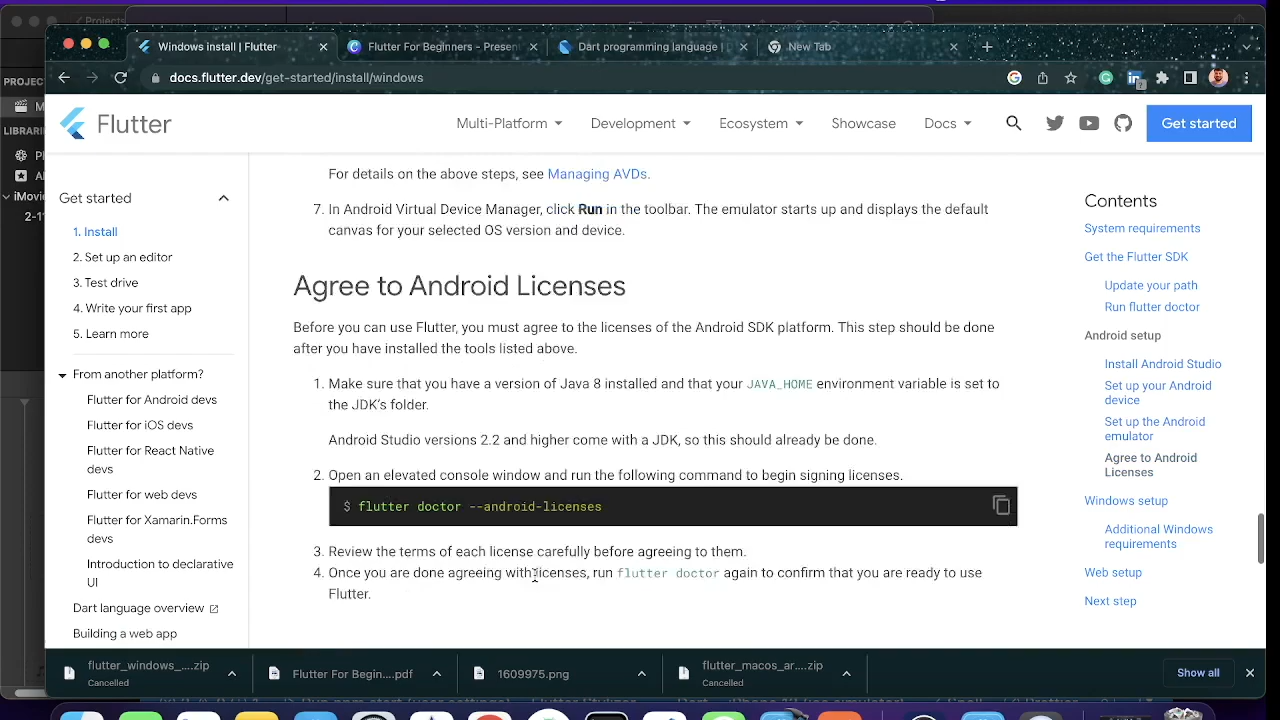 Projects
Windows install | Flutter
Flutter For Beginners - Present
Dart programming language |
New Tab
docs.flutter.dev/get-started/install/windows
7
PROJEC
M
LIBRARIE
iMovie
2-11
Flutter
Multi-Platform
Development
Ecosystem
Showcase
Docs
Get started
Get started
1. Install
2. Set up an editor
3. Test drive
4. Write your first app
5. Learn more
From another platform?
Flutter for Android devs
Flutter for iOS devs
Flutter for React Native
devs
Flutter for web devs
Flutter for Xamarin.Forms
devs
Introduction to declarative
UI
Dart language overview
Building a web app
For details on the above steps, see Managing AVDs.
7. In Android Virtual Device Manager, click Run in the toolbar. The emulator starts up and displays the default
canvas for your selected OS version and device.
Agree to Android Licenses
Before you can use Flutter, you must agree to the licenses of the Android SDK platform. This step should be done
after you have installed the tools listed above.
1. Make sure that you have a version of Java 8 installed and that your JAVA_HOME environment variable is set to
the JDK's folder.
Android Studio versions 2.2 and higher come with a JDK, so this should already be done.
2. Open an elevated console window and run the following command to begin signing licenses.
$ flutter doctor --android-licenses
3. Review the terms of each license carefully before agreeing to them.
4. Once you are done agreeing with licenses, run flutter doctor again to confirm that you are ready to use
Flutter.
Contents
System requirements
Get the Flutter SDK
Update your path
Run flutter doctor
Android setup
Install Android Studio
Set up your Android
device
Set up the Android
emulator
Agree to Android
Licenses
Windows setup
Additional Windows
requirements
Web setup
Next step
flutter_windows_....zip
Cancelled
Flutter For Begin....pdf
1609975.png
flutter_macos_ar....zip
Cancelled
Show all